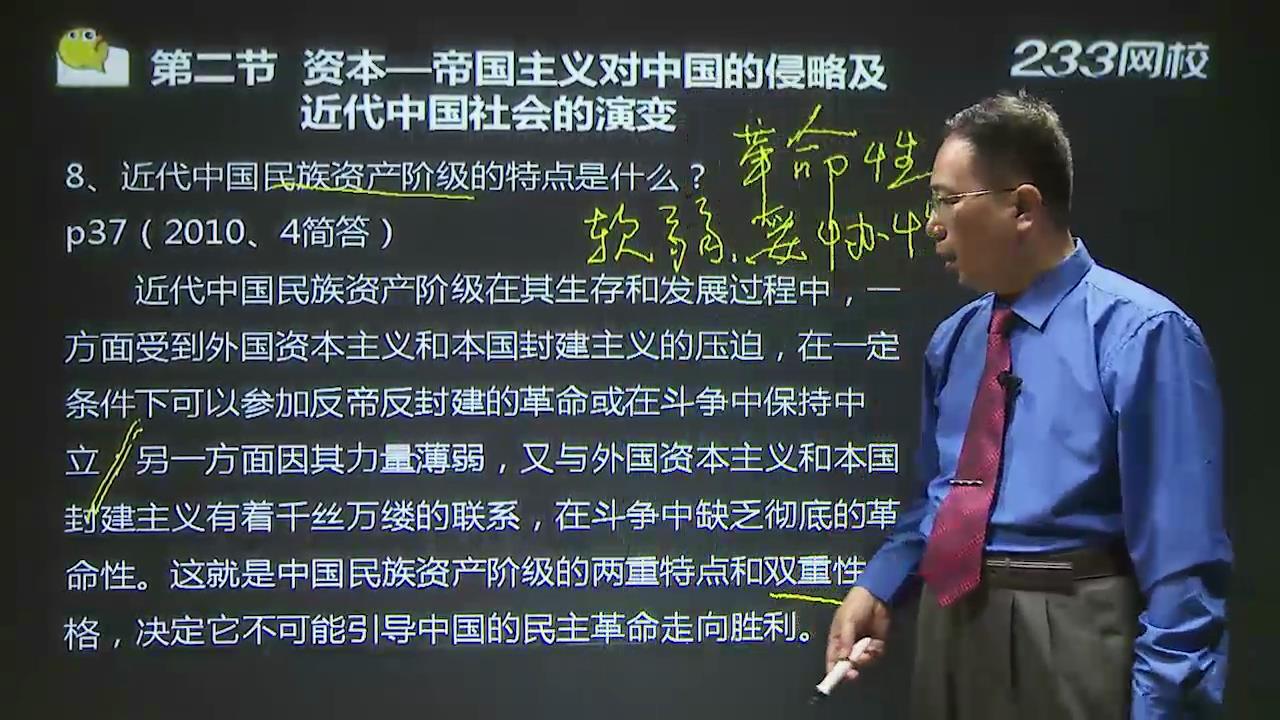 第二节 资本—帝国主义对中国的侵略及
近代中国社会的演变
233网校
8、近代中国民族资产阶级的特点是什么？
革命性
p37（2010、4简答）
软弱、妥协性
近代中国民族资产阶级在其生存和发展过程中，一
方面受到外国资本主义和本国封建主义的压迫，在一定
条件下可以参加反帝反封建的革命或在斗争中保持中
立 另一方面因其力量薄弱，又与外国资本主义和本国
封建主义有着千丝万缕的联系，在斗争中缺乏彻底的革
命性。这就是中国民族资产阶级的两重特点和双重性
格，决定它不可能引导中国的民主革命走向胜利。